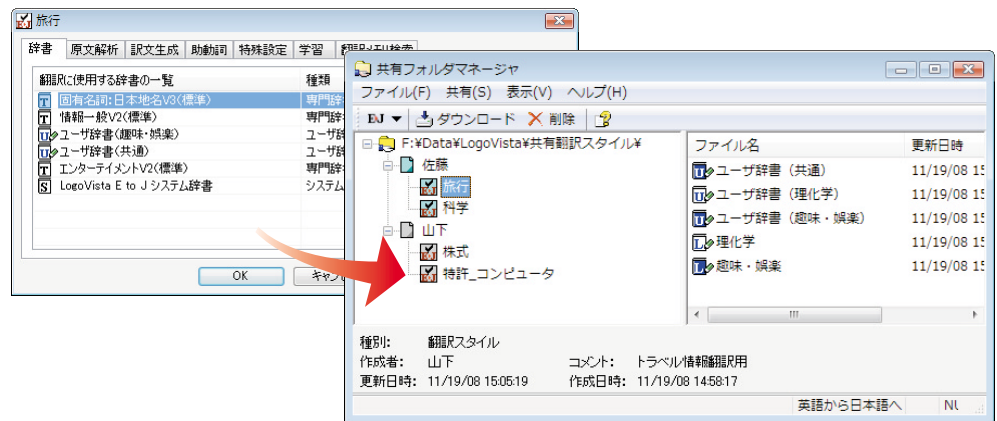 旅行
辞書 原文解析 訳文生成 助動詞 特殊設定 学習 翻訳メモリ検索
翻訳に使用する辞書の一覧 種類
固有名詞:日本地名V3(標準) 専門辞
情報一般V2(標準) 専門辞
ユーザ辞書(趣味・娯楽) ユーザ辞
ユーザ辞書(共通) ユーザ辞
エンターテイメントV2(標準) 専門辞
LogoVista E to J システム辞書 システム
OK キャン
共有フォルダマネージャ
ファイル(F) 共有(S) 表示(V) ヘルプ(H)
EJ ダウンロード 削除
F:¥Data¥LogoVista¥共有翻訳スタイル¥
佐藤
旅行
科学
山下
株式
特許_コンピュータ
ファイル名 更新日時
ユーザ辞書（共通） 11/19/08 15
ユーザ辞書（理化学） 11/19/08 15
ユーザ辞書（趣味・娯楽） 11/19/08 15
理化学 11/19/08 15
趣味・娯楽 11/19/08 15
種別: 翻訳スタイル
作成者: 山下 コメント: トラベル情報翻訳用
更新日時: 11/19/08 15:05:19 作成日時: 11/19/08 14:58:17
英語から日本語へ NU